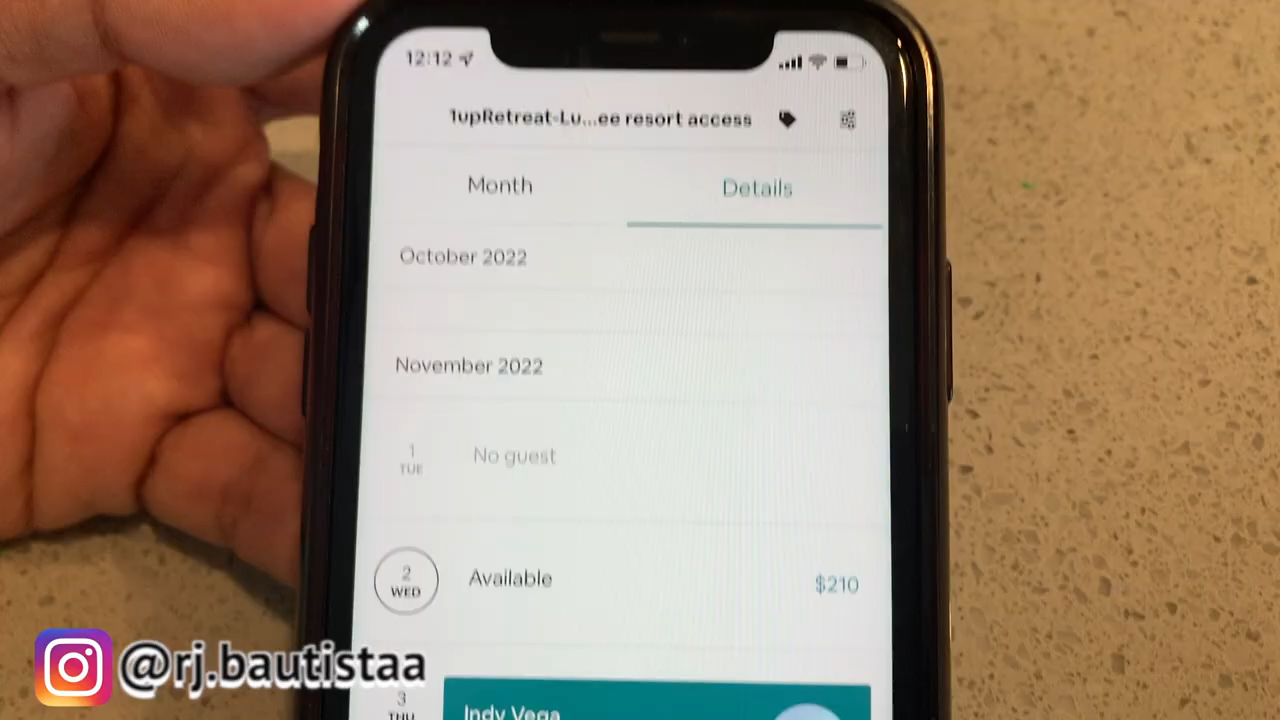 12:12
1upRetreat-Lu...ee resort access
Month
Details
October 2022
November 2022
1
TUE
No guest
2
WED
Available
$210
3
THU
Indy Vega
@rj.bautistaa